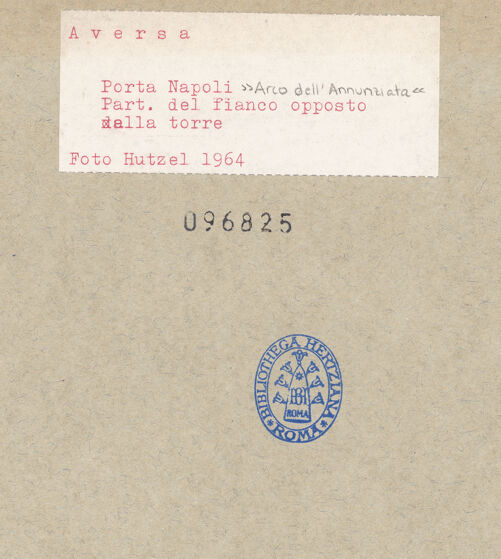 Aversa
Porta Napoli »Arco dell'Annunziata«
Part. del fianco opposto
dalla torre
Foto Hutzel 1964
096825
BIBLIOTHECA HERTZIANA
BH
ROMA
* ROMA *